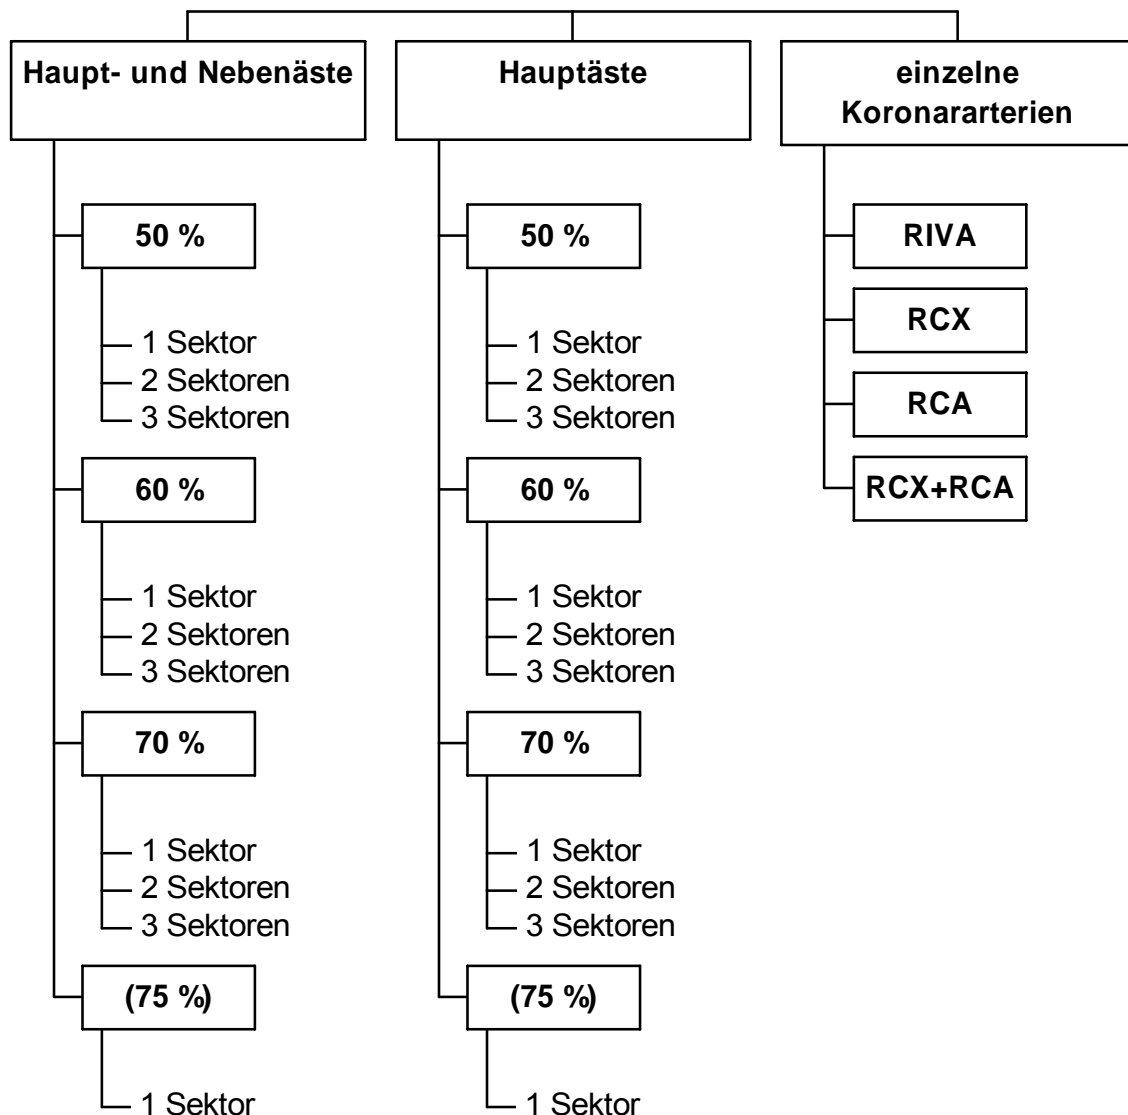 Haupt- und Nebenäste
50 %
1 Sektor
2 Sektoren
3 Sektoren
60 %
1 Sektor
2 Sektoren
3 Sektoren
70 %
1 Sektor
2 Sektoren
3 Sektoren
(75 %)
1 Sektor
Hauptäste
50 %
1 Sektor
2 Sektoren
3 Sektoren
60 %
1 Sektor
2 Sektoren
3 Sektoren
70 %
1 Sektor
2 Sektoren
3 Sektoren
(75 %)
1 Sektor
einzelne
Koronararterien
RIVA
RCX
RCA
RCX+RCA